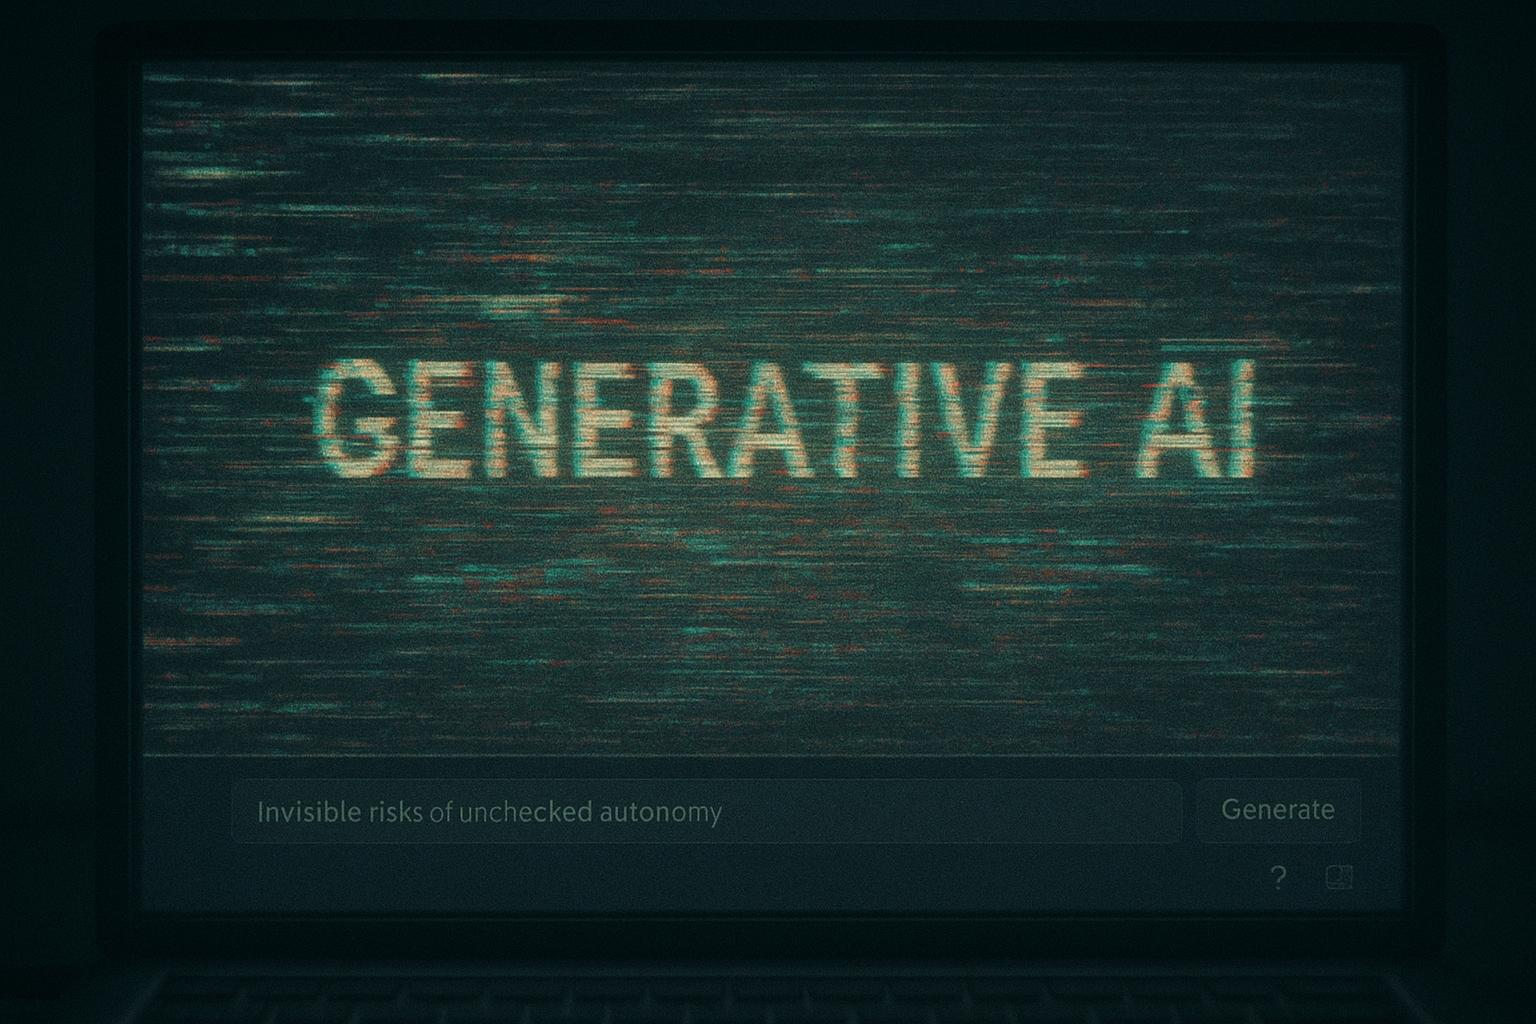 GENERATIVE AI
Invisible risks of unchecked autonomy
Generate
?